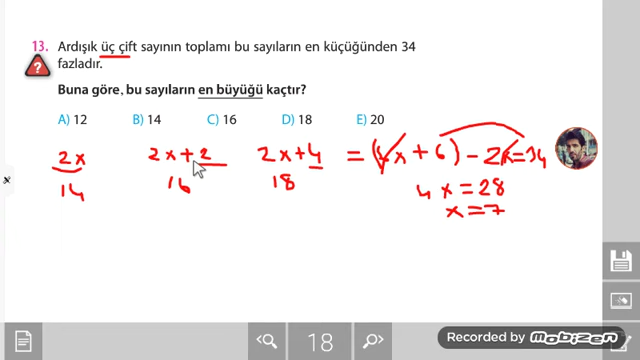 13. Ardışık üç çift sayının toplamı bu sayıların en küçüğünden 34
fazladır.
?
Buna göre, bu sayıların en büyüğü kaçtır?
A) 12 B) 14 C) 16 D) 18 E) 20
2x 2x+2 2x+4 = (6x+6) - 2x=34
14 16 18 4x=28
x=7
18
Recorded by mobizen